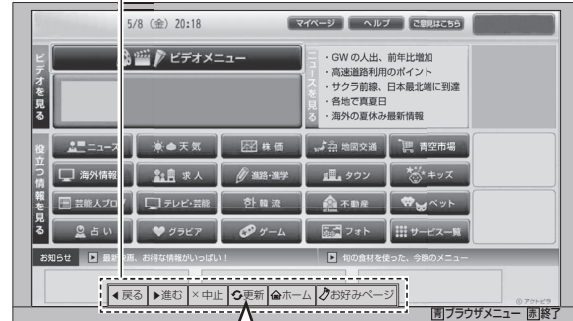 5/8（金）20:18
マイページ ヘルプ ご意見はこちら
ビデオを見る
ビデオメニュー
ニュースを見る
・GW の人出、前年比増加
・高速道路利用のポイント
・サクラ前線、日本最北端に到達
・各地で真夏日
・海外の夏休み最新情報
役立つ情報を見る
ニュース 天気 株価 地図交通 青空市場
海外情報 求人 進路・進学 タウン キッズ
芸能人ブログ テレビ・芸能 韓流 不動産 ペット
占い グラビア ゲーム フォト サービス一覧
お知らせ ▶ 最新 画、お得な情報がいっぱい！ ▶ 旬の食材を使った、今晩のメニュー
◀戻る ▶進む ×中止 更新 ホーム お好みページ
© アクトビラ
青 ブラウザメニュー 赤 終了